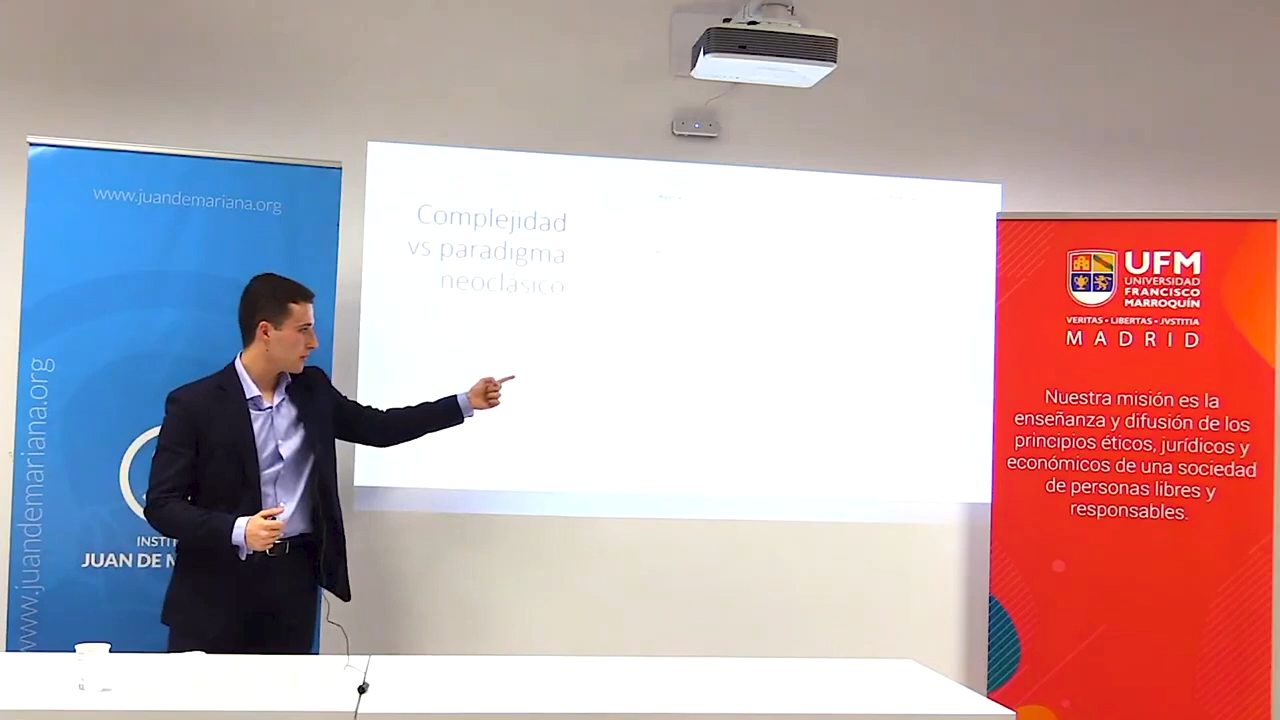 www.juandemariana.org
www.juandemariana.org
JUAN DE
Complejidad
vs paradigma
neoclásico
UFM
UNIVERSIDAD
FRANCISCO
MARROQUÍN
VERITAS - LIBERTAS - JVSTITIA
MADRID
Nuestra misión es la
enseñanza y difusión de los
principios éticos, jurídicos y
económicos de una sociedad
de personas libres y
responsables.